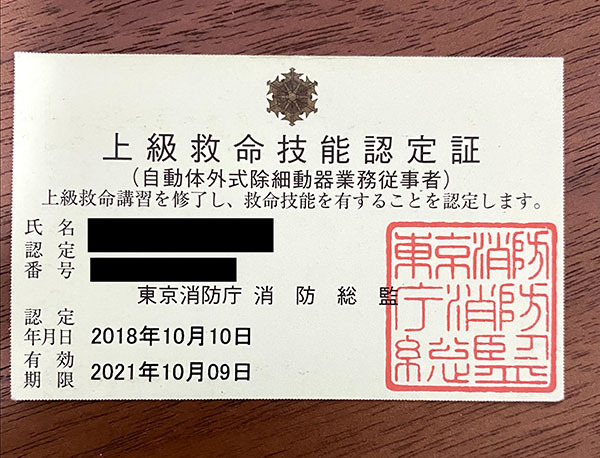 上級救命技能認定証
（自動体外式除細動器業務従事者）
上級救命講習を修了し、救命技能を有することを認定します。
氏名
認定番号
東京消防庁 消防総監
認定年月日 2018年10月10日
有効期限 2021年10月09日
東京消防
庁消防
総監